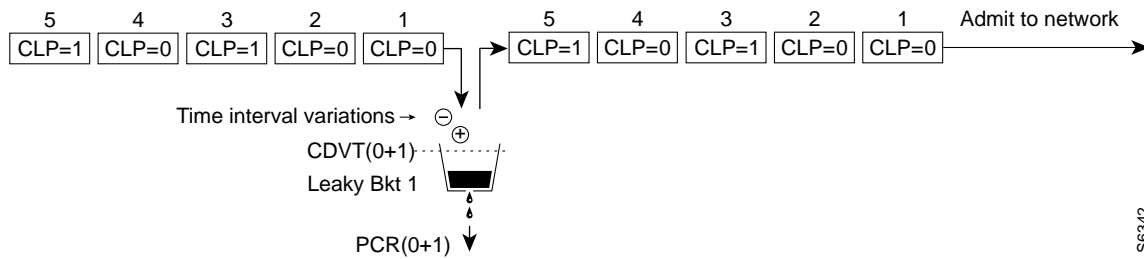 5 4 3 2 1 5 4 3 2 1 Admit to network
CLP=1 CLP=0 CLP=1 CLP=0 CLP=0 CLP=1 CLP=0 CLP=1 CLP=0 CLP=0
Time interval variations → − +
CDVT(0+1)
Leaky Bkt 1
PCR(0+1)
S6342